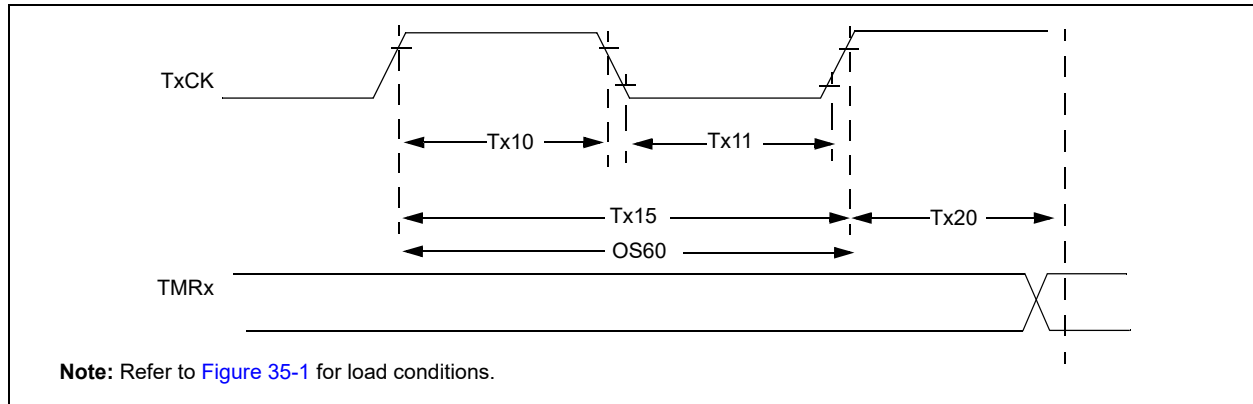 TxCK
Tx10
Tx11
Tx15
Tx20
OS60
TMRx
Note: Refer to Figure 35-1 for load conditions.